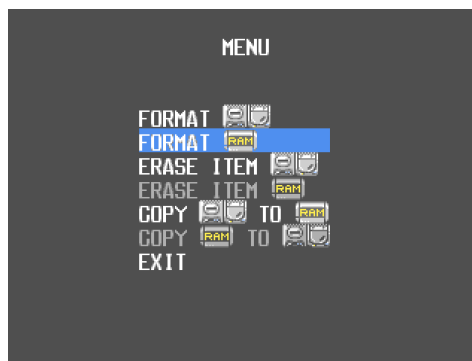 MENU
FORMAT
FORMAT RAM
ERASE ITEM
ERASE ITEM RAM
COPY TO RAM
COPY RAM TO
EXIT